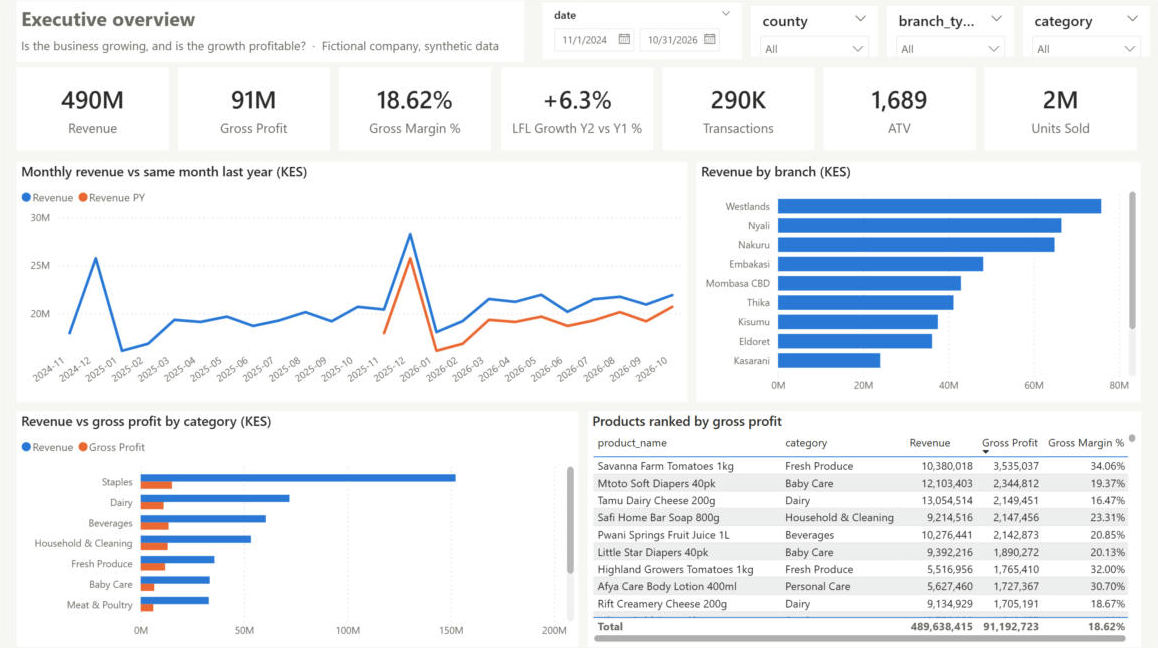 Executive overview
Is the business growing, and is the growth profitable? · Fictional company, synthetic data
date
11/1/2024 10/31/2026
county
All
branch_ty...
All
category
All
490M
Revenue
91M
Gross Profit
18.62%
Gross Margin %
+6.3%
LFL Growth Y2 vs Y1 %
290K
Transactions
1,689
ATV
2M
Units Sold
Monthly revenue vs same month last year (KES)
Revenue Revenue PY
30M
25M
20M
2024-11 2024-12 2025-01 2025-02 2025-03 2025-04 2025-05 2025-06 2025-07 2025-08 2025-09 2025-10 2025-11 2025-12 2026-01 2026-02 2026-03 2026-04 2026-05 2026-06 2026-07 2026-08 2026-09 2026-10
Revenue by branch (KES)
Westlands
Nyali
Nakuru
Embakasi
Mombasa CBD
Thika
Kisumu
Eldoret
Kasarani
0M 20M 40M 60M 80M
Revenue vs gross profit by category (KES)
Revenue Gross Profit
Staples
Dairy
Beverages
Household & Cleaning
Fresh Produce
Baby Care
Meat & Poultry
0M 50M 100M 150M 200M
Products ranked by gross profit
product_name category Revenue Gross Profit Gross Margin %
Savanna Farm Tomatoes 1kg Fresh Produce 10,380,018 3,535,037 34.06%
Mtoto Soft Diapers 40pk Baby Care 12,103,403 2,344,812 19.37%
Tamu Dairy Cheese 200g Dairy 13,054,514 2,149,451 16.47%
Safi Home Bar Soap 800g Household & Cleaning 9,214,516 2,147,456 23.31%
Pwani Springs Fruit Juice 1L Beverages 10,276,441 2,142,873 20.85%
Little Star Diapers 40pk Baby Care 9,392,216 1,890,272 20.13%
Highland Growers Tomatoes 1kg Fresh Produce 5,516,956 1,765,410 32.00%
Afya Care Body Lotion 400ml Personal Care 5,627,460 1,727,367 30.70%
Rift Creamery Cheese 200g Dairy 9,134,929 1,705,191 18.67%
Total 489,638,415 91,192,723 18.62%